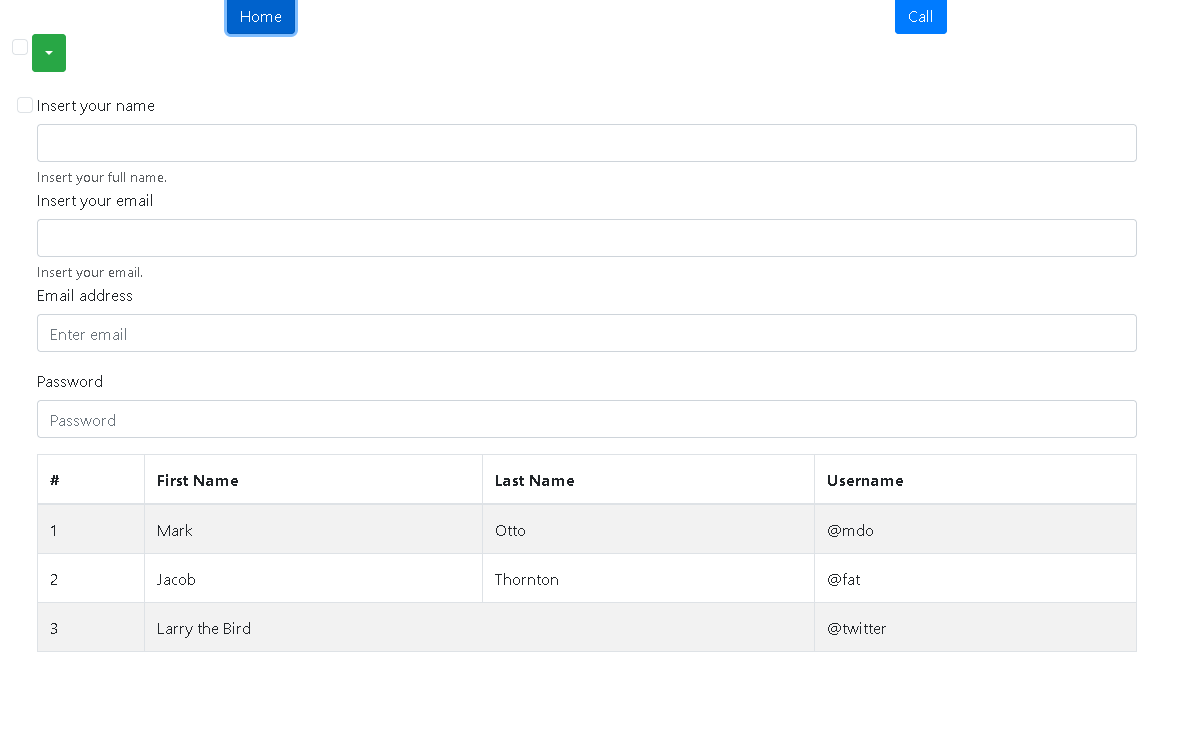 Home Call
Insert your name
Insert your full name.
Insert your email
Insert your email.
Email address
Enter email
Password
Password
# First Name Last Name Username
1 Mark Otto @mdo
2 Jacob Thornton @fat
3 Larry the Bird @twitter